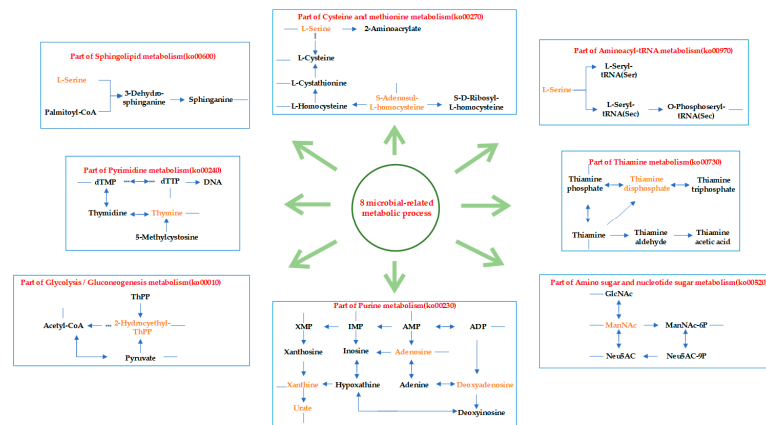 Part of Cysteine and methionine metabolism(ko00270)
L-Serine
2-Aminoacrylate
L-Cysteine
L-Cystathionine
L-Homocysteine
S-Adenosul-
L-homocysteine
S-D-Ribosyl-
L-homocysteine
Part of Sphingolipid metabolism(ko00600)
L-Serine
3-Dehydro-
sphinganine
Sphinganine
Palmitoyl-CoA
Part of Aminoacyl-tRNA metabolism(ko00970)
L-Seryl-
tRNA(Ser)
L-Serine
L-Seryl-
tRNA(Sec)
O-Phosphoseryl-
tRNA(Sec)
Part of Pyrimidine metabolism(ko00240)
dTMP
dTTP
DNA
Thymidine
Thymine
5-Methylcystosine
8 microbial-related
metabolic process
Part of Thiamine metabolism(ko00730)
Thiamine
phosphate
Thiamine
disphosphate
Thiamine
triphosphate
Thiamine
Thiamine
aldehyde
Thiamine
acetic acid
Part of Glycolysis / Gluconeogenesis metabolism(ko00010)
ThPP
Acetyl-CoA
2-Hydrocyethyl-
ThPP
Pyruvate
Part of Purine metabolism(ko00230)
XMP
IMP
AMP
ADP
Xanthosine
Inosine
Adenosine
Xanthine
Hypoxathine
Adenine
Deoxyadenosine
Urate
Deoxyinosine
Part of Amino sugar and nucleotide sugar metabolism(ko00520)
GlcNAc
ManNAc
ManNAc-6P
Neu5AC
Neu5AC-9P